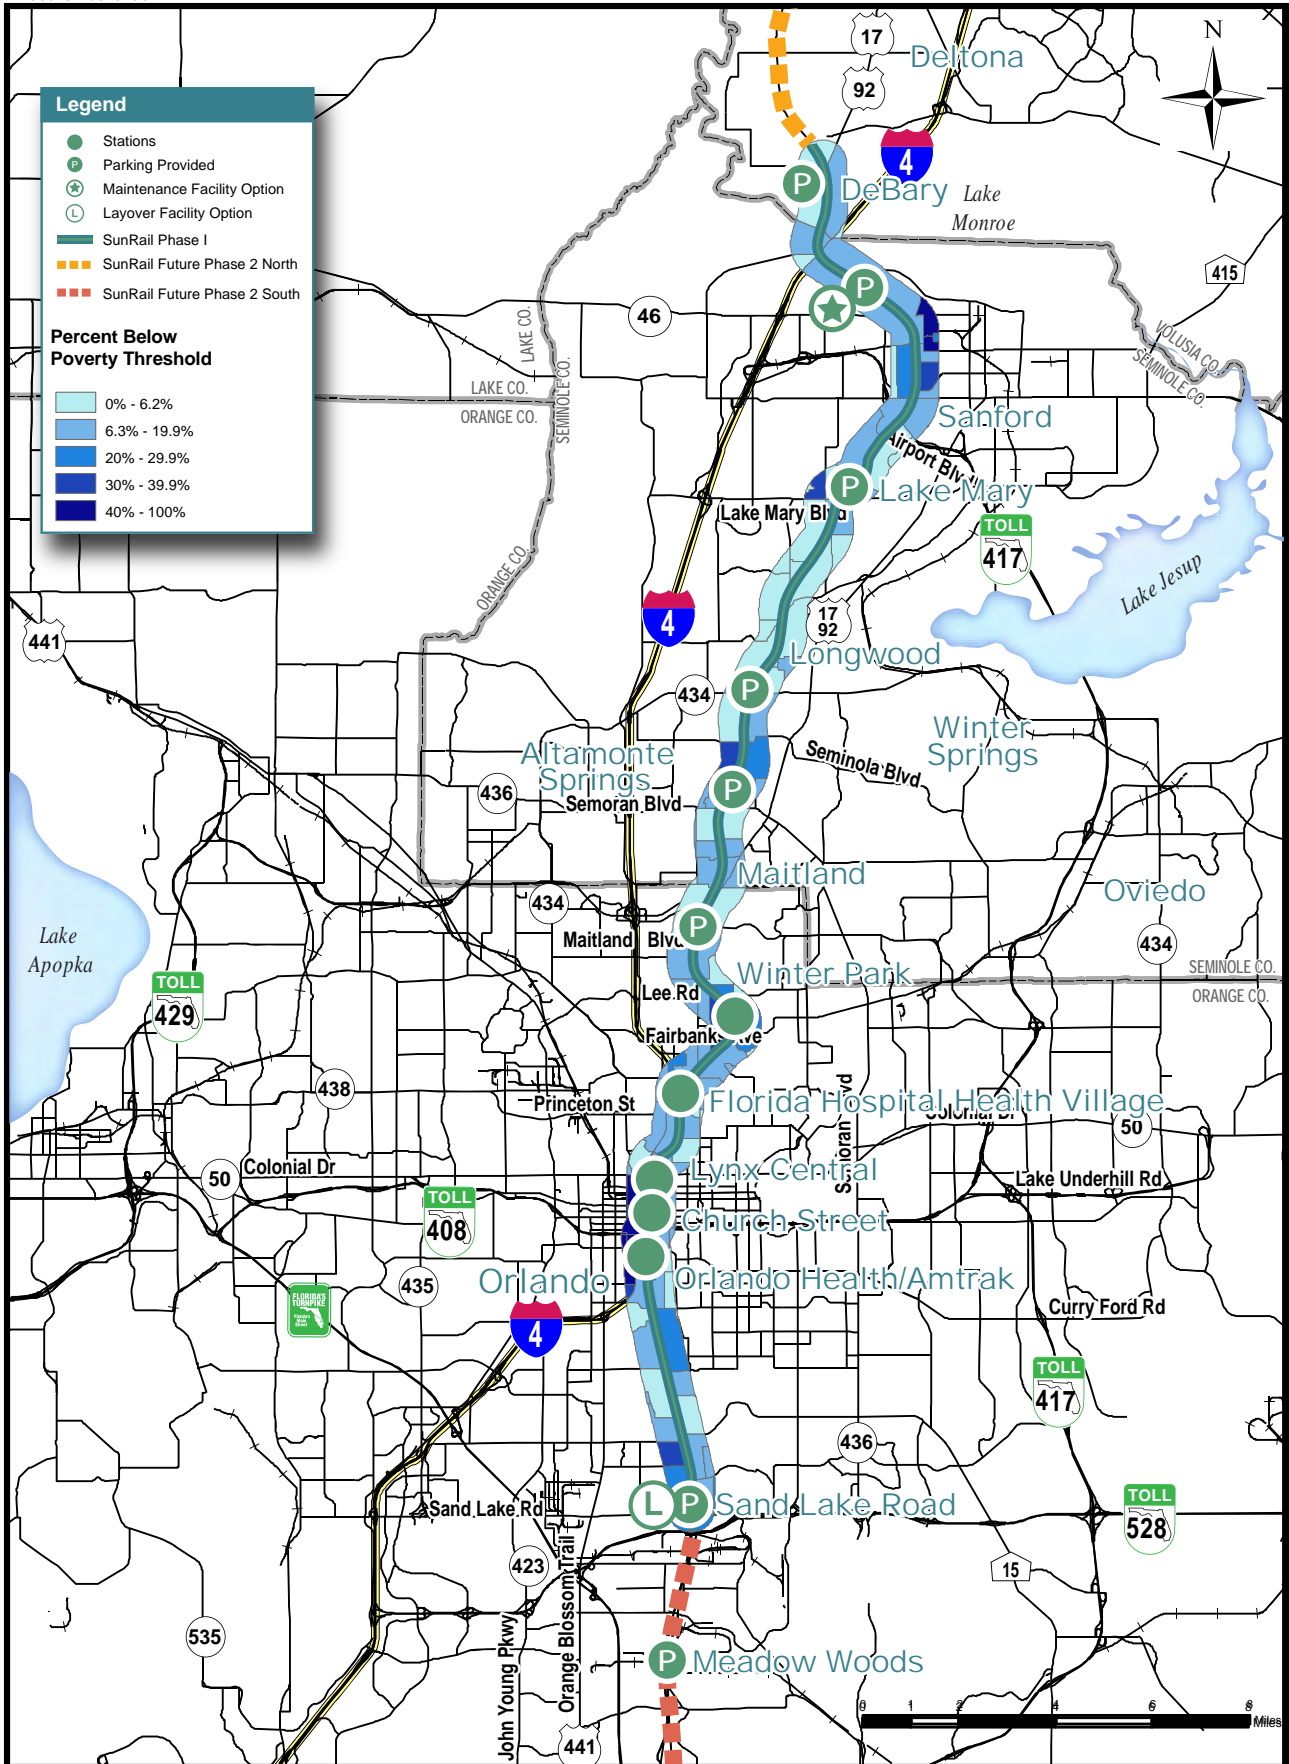 N
17
92
Deltona
4
Legend
Stations
P Parking Provided
Maintenance Facility Option
L Layover Facility Option
SunRail Phase I
SunRail Future Phase 2 North
SunRail Future Phase 2 South
Percent Below
Poverty Threshold
0% - 6.2%
6.3% - 19.9%
20% - 29.9%
30% - 39.9%
40% - 100%
P
DeBary
Lake
Monroe
415
P
46
LAKE CO.
SEMINOLE CO.
VOLUSIA CO.
SEMINOLE CO.
LAKE CO.
ORANGE CO.
Sanford
Airport Blvd
P
Lake Mary
Lake Mary Blvd
TOLL
417
ORANGE CO.
Lake Jesup
4
17
92
441
Longwood
P
434
Winter
Springs
Altamonte
Springs
Seminola Blvd
P
436
Semoran Blvd
Maitland
Oviedo
434
P
Maitland Blvd
434
Lake
Apopka
Winter Park
SEMINOLE CO.
ORANGE CO.
TOLL
429
Lee Rd
Fairbanks Ave
438
Princeton St
Florida Hospital Health Village
Semoran Blvd
Colonial Dr
50
Colonial Dr
50
Lynx Central
Lake Underhill Rd
TOLL
408
Church Street
Orlando
Orlando Health/Amtrak
435
FLORIDA'S
TURNPIKE
4
Curry Ford Rd
TOLL
417
436
L
P
Sand Lake Road
Sand Lake Rd
TOLL
528
423
15
Orange Blossom Trail
John Young Pkwy
535
P
Meadow Woods
441
0 1 2 4 6 8
Miles